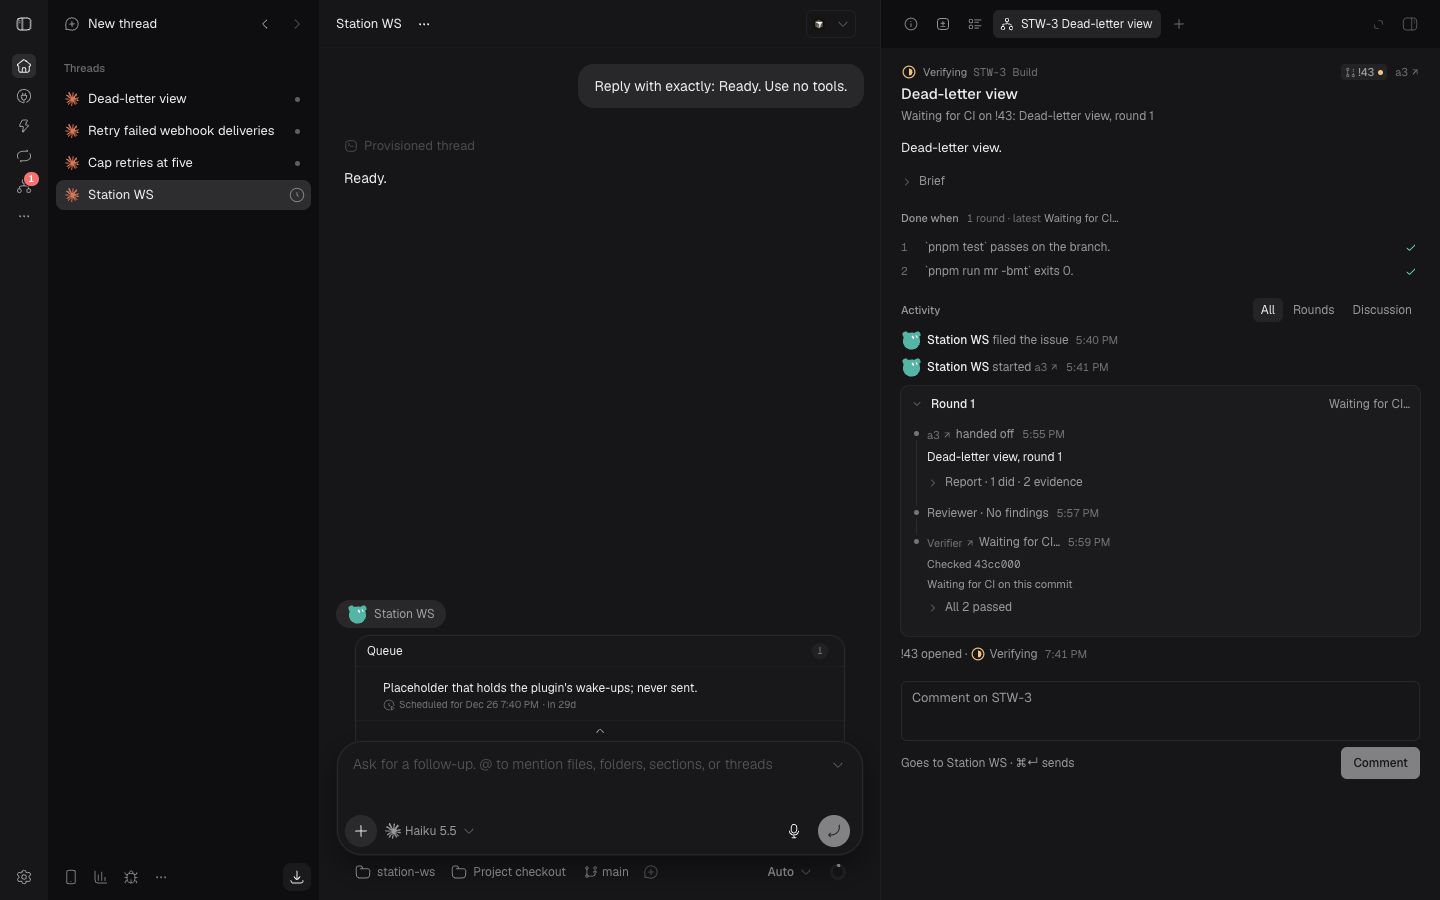 New thread
Threads
Dead-letter view
Retry failed webhook deliveries
Cap retries at five
Station WS
1
Station WS
Reply with exactly: Ready. Use no tools.
Provisioned thread
Ready.
Station WS
Queue
1
Placeholder that holds the plugin's wake-ups; never sent.
Scheduled for Dec 26 7:40 PM · in 29d
Ask for a follow-up. @ to mention files, folders, sections, or threads
Haiku 5.5
station-ws
Project checkout
main
Auto
STW-3 Dead-letter view
Verifying STW-3 Build
!43
a3 ↗
Dead-letter view
Waiting for CI on !43: Dead-letter view, round 1
Dead-letter view.
Brief
Done when 1 round · latest Waiting for CI…
1 `pnpm test` passes on the branch.
2 `pnpm run mr -bmt` exits 0.
Activity
All
Rounds
Discussion
Station WS filed the issue 5:40 PM
Station WS started a3 ↗ 5:41 PM
Round 1
Waiting for CI…
a3 ↗ handed off 5:55 PM
Dead-letter view, round 1
Report · 1 did · 2 evidence
Reviewer · No findings 5:57 PM
Verifier ↗ Waiting for CI… 5:59 PM
Checked 43cc000
Waiting for CI on this commit
All 2 passed
!43 opened · Verifying 7:41 PM
Comment on STW-3
Goes to Station WS · ⌘↵ sends
Comment